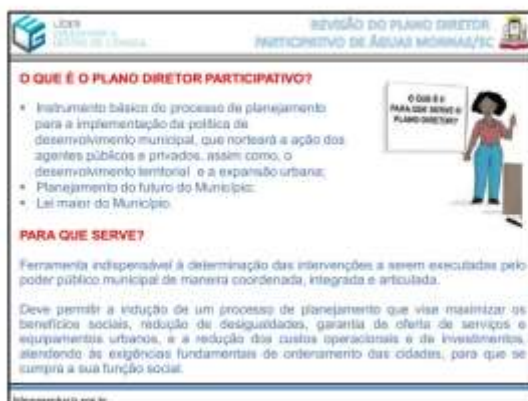 LÍDER
REVISÃO DO PLANO DIRETOR
PARTICIPATIVO DE ÁGUAS MORNAS/SC
O QUE É O PLANO DIRETOR PARTICIPATIVO?
• Instrumento básico do processo de planejamento
para a implementação da política de
desenvolvimento municipal, que norteará a ação dos
agentes públicos e privados, assim como, o
desenvolvimento territorial e a expansão urbana;
• Planejamento do futuro do Município;
• Lei maior do Município.
O QUE É E
PARA QUE SERVE O
PLANO DIRETOR?
PARA QUE SERVE?
Ferramenta indispensável à determinação das intervenções a serem executadas pelo
poder público municipal de maneira coordenada, integrada e articulada.
Deve permitir a indução de um processo de planejamento que vise maximizar os
benefícios sociais, redução de desigualdades, garantia de oferta de serviços e
equipamentos urbanos, e a redução dos custos operacionais e de investimentos,
atendendo às exigências fundamentais de ordenamento das cidades, para que se
cumpra a sua função social.